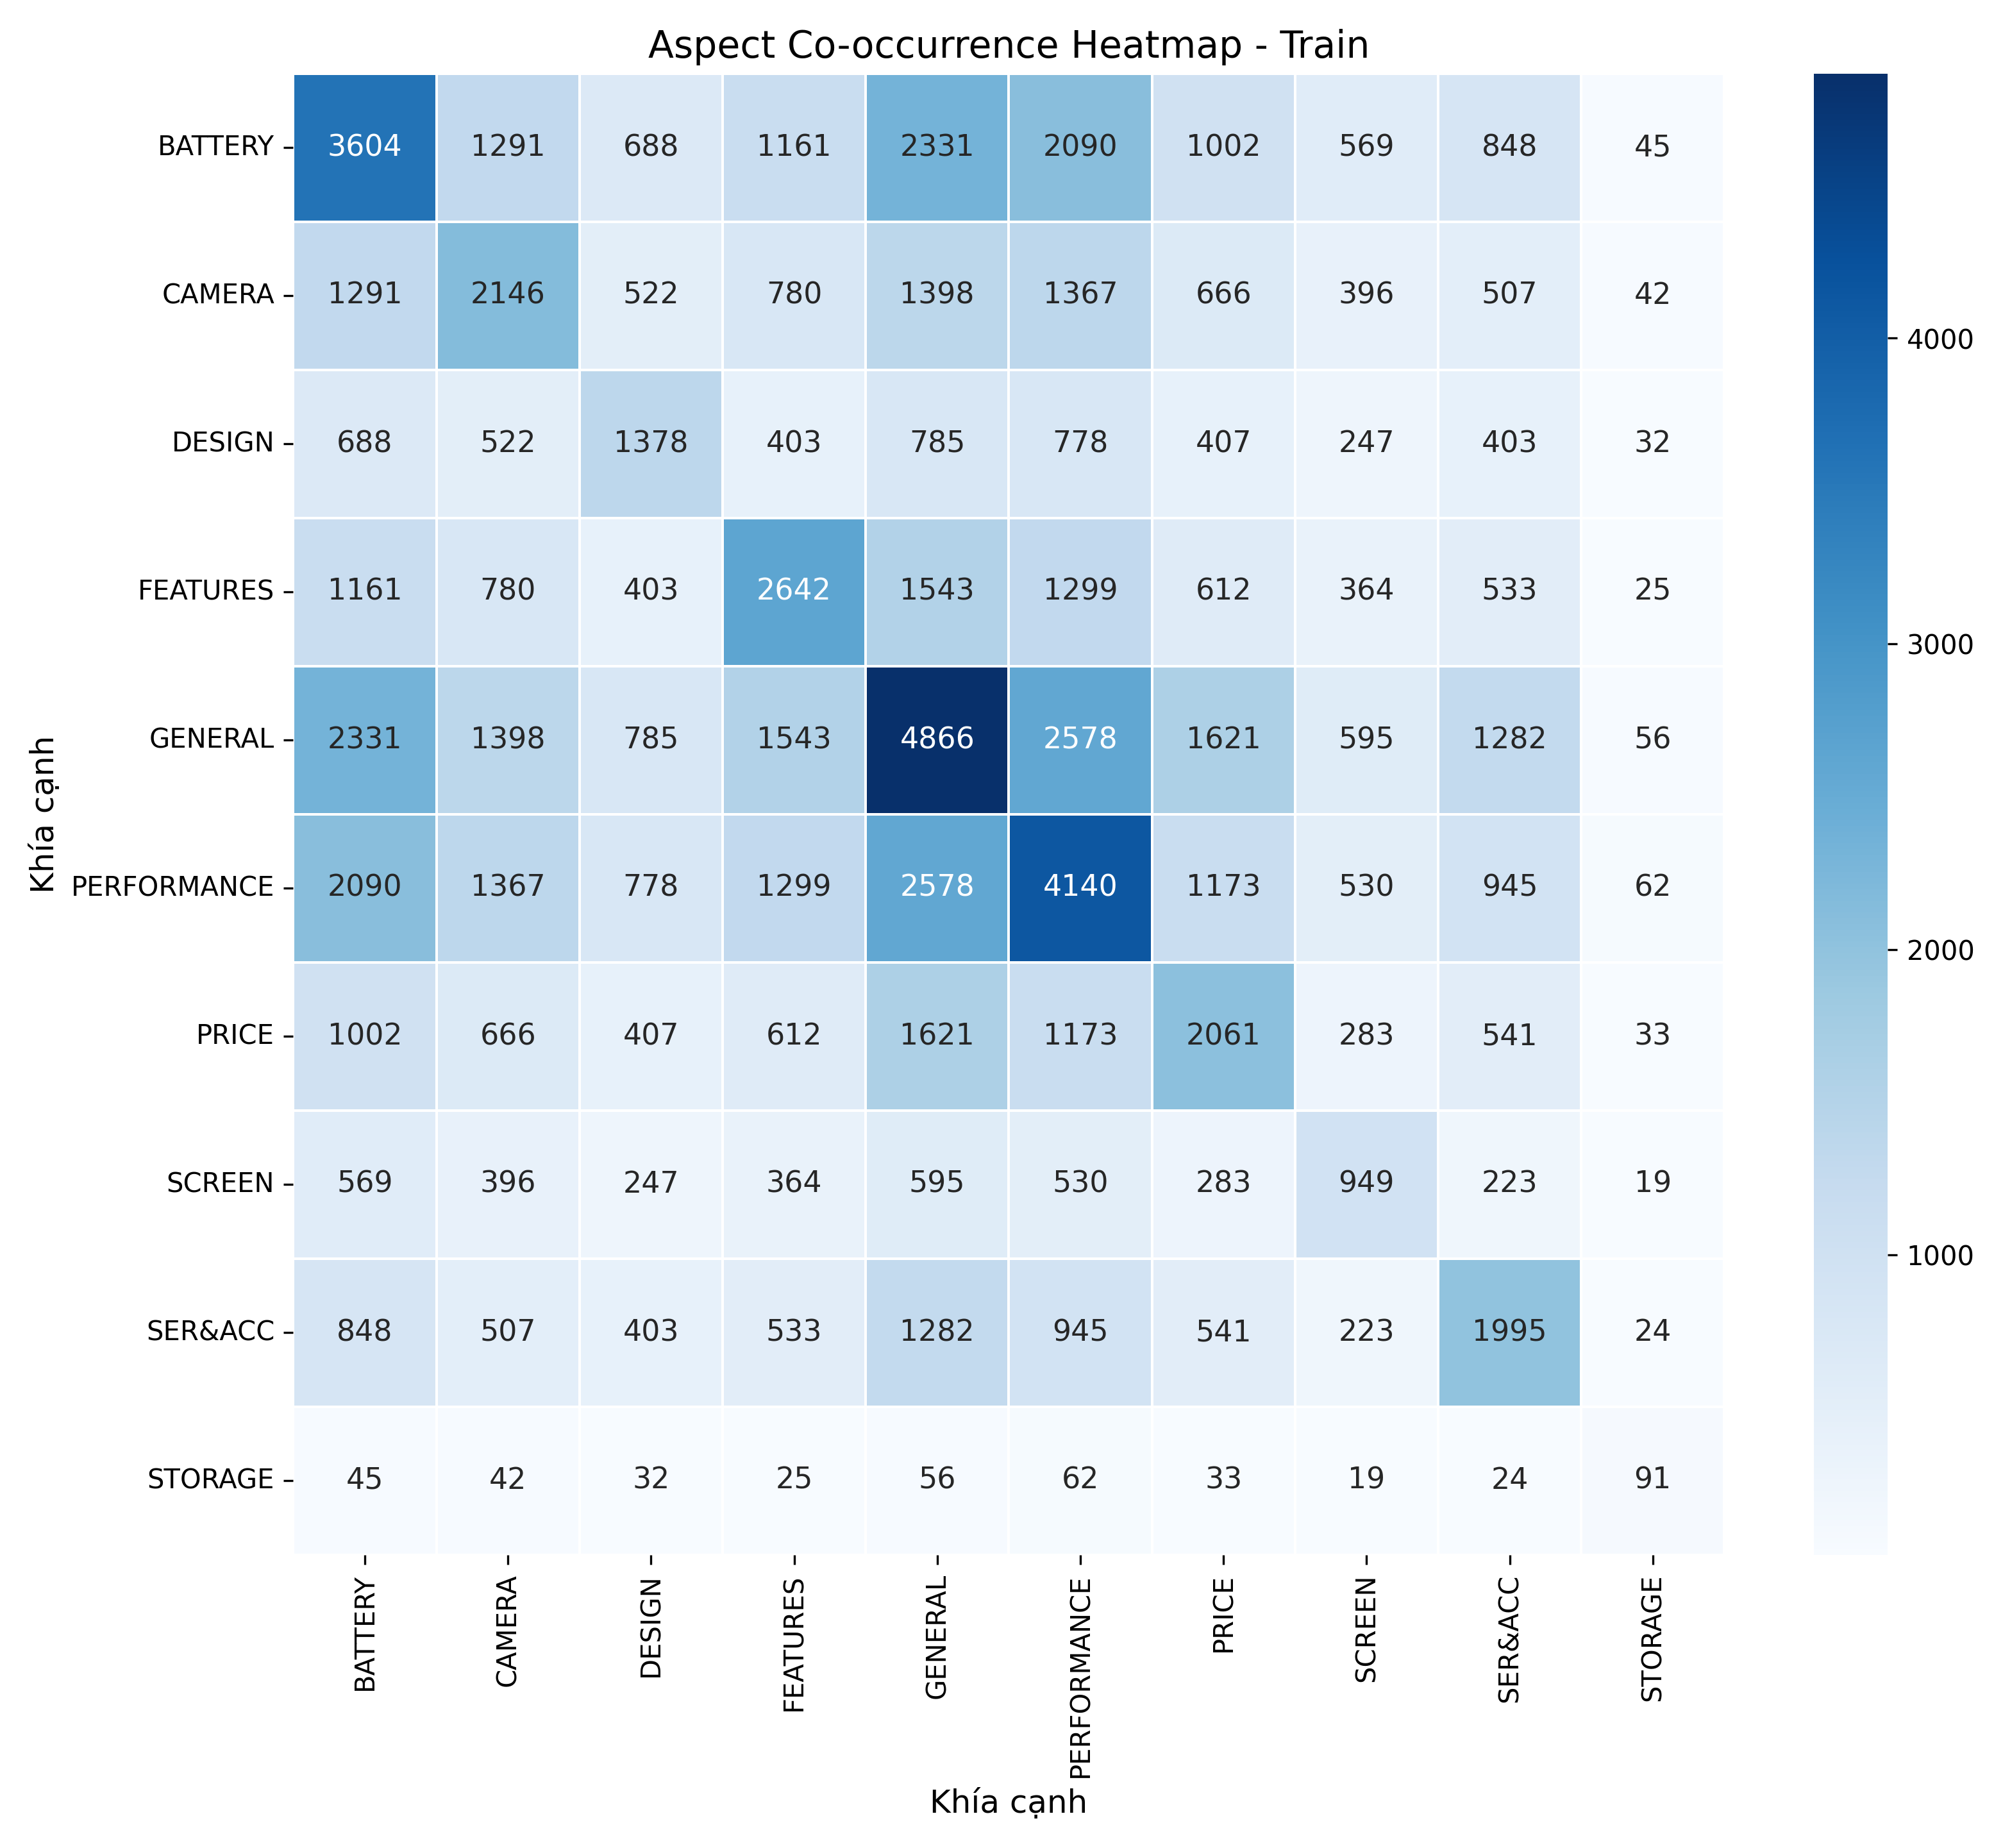 Aspect Co-occurrence Heatmap - Train
Khía cạnh
BATTERY 3604 1291 688 1161 2331 2090 1002 569 848 45
CAMERA 1291 2146 522 780 1398 1367 666 396 507 42
DESIGN 688 522 1378 403 785 778 407 247 403 32
FEATURES 1161 780 403 2642 1543 1299 612 364 533 25
GENERAL 2331 1398 785 1543 4866 2578 1621 595 1282 56
PERFORMANCE 2090 1367 778 1299 2578 4140 1173 530 945 62
PRICE 1002 666 407 612 1621 1173 2061 283 541 33
SCREEN 569 396 247 364 595 530 283 949 223 19
SER&ACC 848 507 403 533 1282 945 541 223 1995 24
STORAGE 45 42 32 25 56 62 33 19 24 91
BATTERY CAMERA DESIGN FEATURES GENERAL PERFORMANCE PRICE SCREEN SER&ACC STORAGE
Khía cạnh
4000
3000
2000
1000